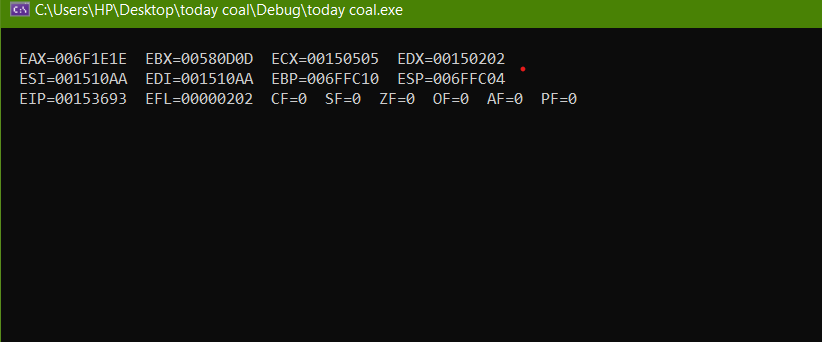 C:\Users\HP\Desktop\today coal\Debug\today coal.exe
EAX=006F1E1E EBX=00580D0D ECX=00150505 EDX=00150202
ESI=001510AA EDI=001510AA EBP=006FFC10 ESP=006FFC04
EIP=00153693 EFL=00000202 CF=0 SF=0 ZF=0 OF=0 AF=0 PF=0